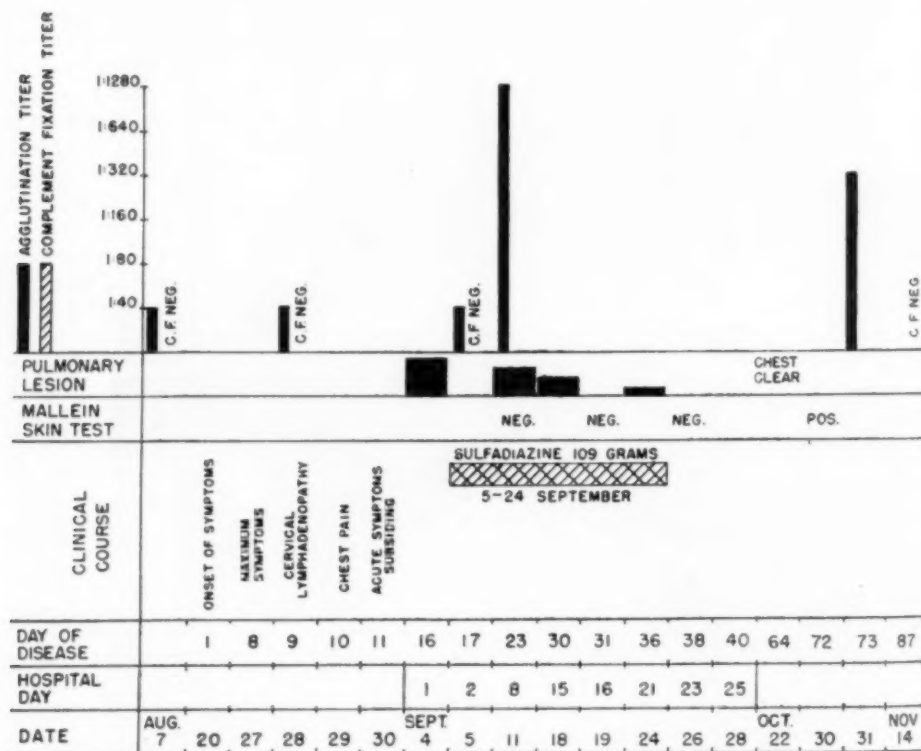 AGGLUTINATION TITER
COMPLEMENT FIXATION TITER
1:1280
1:640
1:320
1:160
1:80
1:40
C.F. NEG.
C.F. NEG.
C.F NEG.
C.F NEG.
PULMONARY
LESION
CHEST
CLEAR
MALLEIN
SKIN TEST
NEG. NEG. NEG. POS.
CLINICAL
COURSE
SULFADIAZINE 109 GRAMS
5-24 SEPTEMBER
ONSET OF SYMPTOMS
MAXIMUM
SYMPTOMS
CERVICAL
LYMPHADENOPATHY
CHEST PAIN
ACUTE SYMPTONS
SUBSIDING
DAY OF
DISEASE
1 8 9 10 11 16 17 23 30 31 36 38 40 64 72 73 87
HOSPITAL
DAY
1 2 8 15 16 21 23 25
DATE
AUG. SEPT. OCT. NOV.
7 20 27 28 29 30 4 5 11 18 19 24 26 28 22 30 31 14